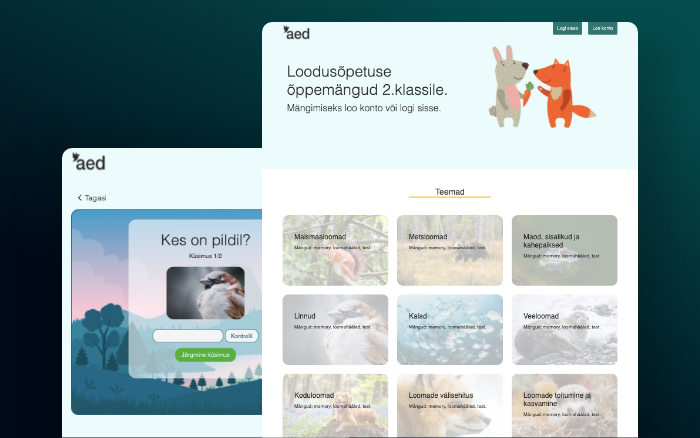 aed
Logi sisse
Loo konto
Loodusõpetuse
õppemängud 2.klassile.
Mängimiseks loo konto või logi sisse.
aed
Tagasi
Kes on pildil?
Küsimus 1/2
Kontrolli
Järgmine küsimus
Teemad
Maismaaloomad
Mängud: memory, loomahääled, test
Metsloomad
Mängud: memory, loomahääled, test
Maod, sisalikud ja
kahepaiksed
Mängud: memory, loomahääled, test
Linnud
Mängud: memory, loomahääled, test
Kalad
Mängud: memory, loomahääled, test
Veeloomad
Mängud: memory, loomahääled, test
Koduloomad
Mängud: memory, loomahääled, test
Loomade välisehitus
Mängud: memory, loomahääled, test
Loomade toitumine ja
kasvamine
Mängud: memory, loomahääled, test